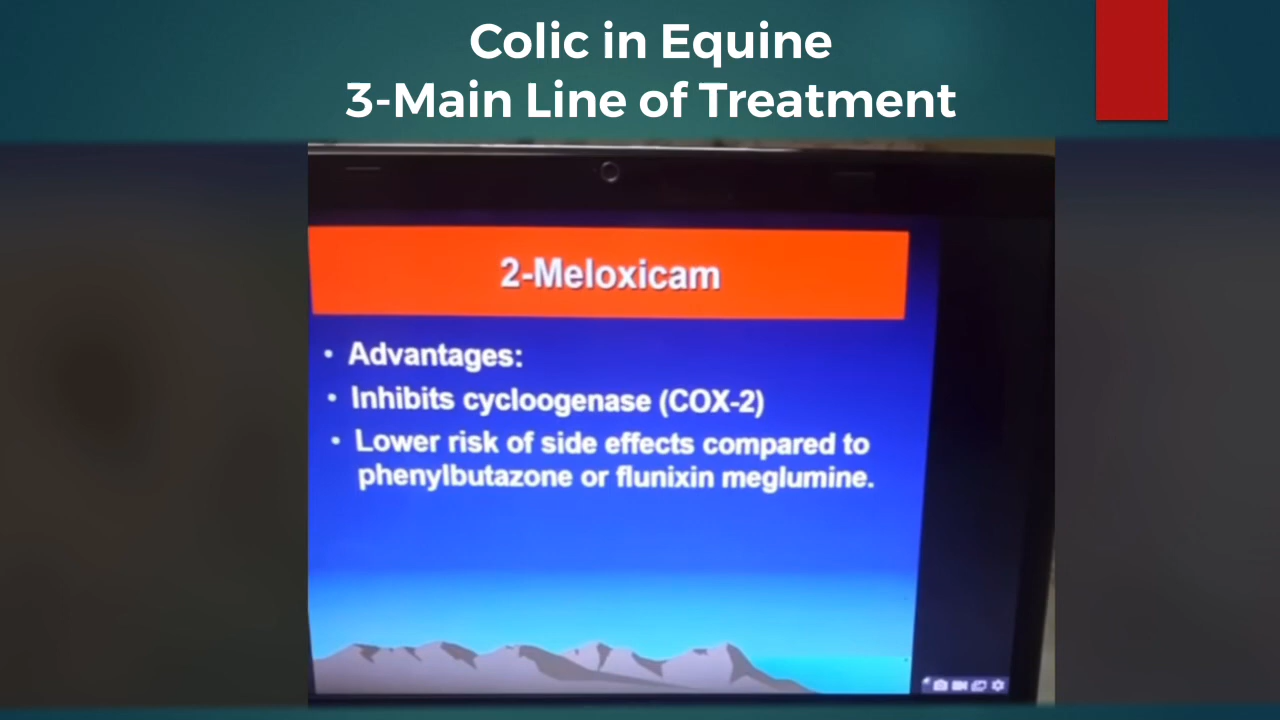 Colic in Equine
3-Main Line of Treatment
2-Meloxicam
• Advantages:
• Inhibits cycloogenase (COX-2)
• Lower risk of side effects compared to
phenylbutazone or flunixin meglumine.